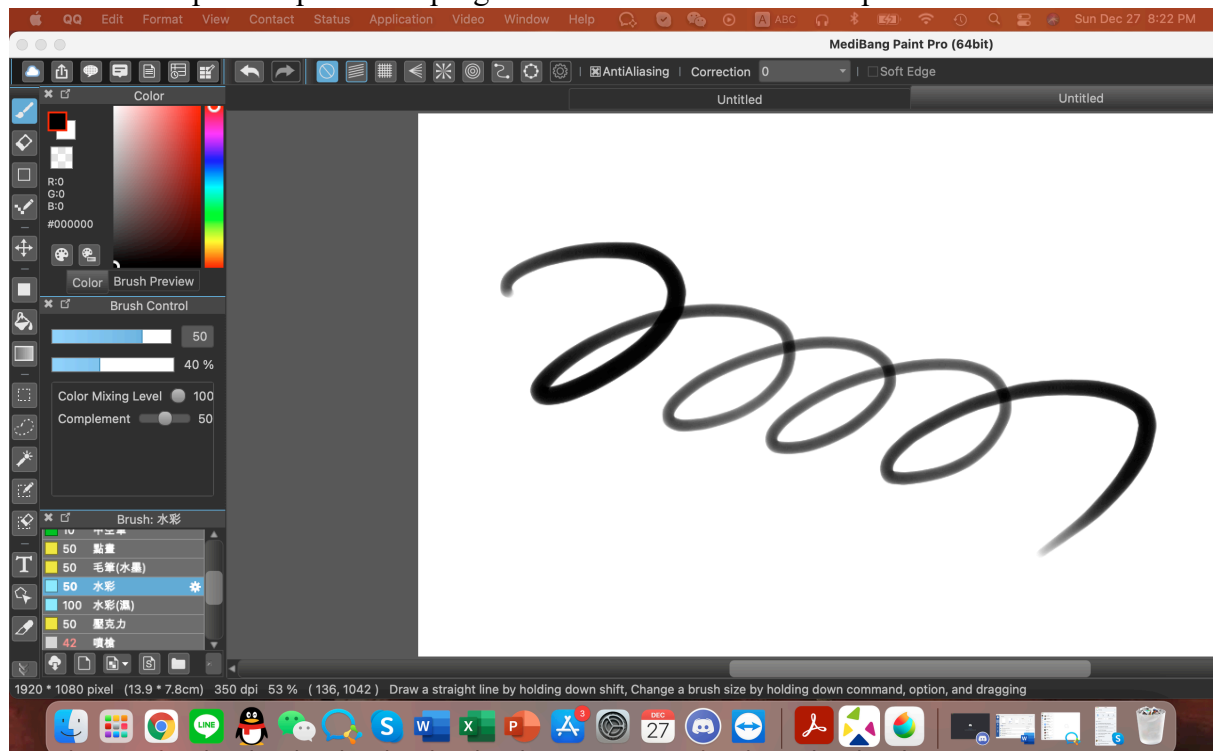 QQ Edit Format View Contact Status Application Video Window Help ABC Sun Dec 27 8:22 PM
MediBang Paint Pro (64bit)
AntiAliasing Correction 0 Soft Edge
Color
Untitled Untitled
R:0
G:0
B:0
#000000
Color Brush Preview
Brush Control
50
40 %
Color Mixing Level 100
Complement 50
Brush: 水彩
50 點畫
50 毛筆(水墨)
50 水彩
100 水彩(濕)
50 壓克力
42 噴槍
T
S
1920 * 1080 pixel (13.9 * 7.8cm) 350 dpi 53 % ( 136, 1042 ) Draw a straight line by holding down shift, Change a brush size by holding down command, option, and dragging
LINE S W X P 3 DEC 27